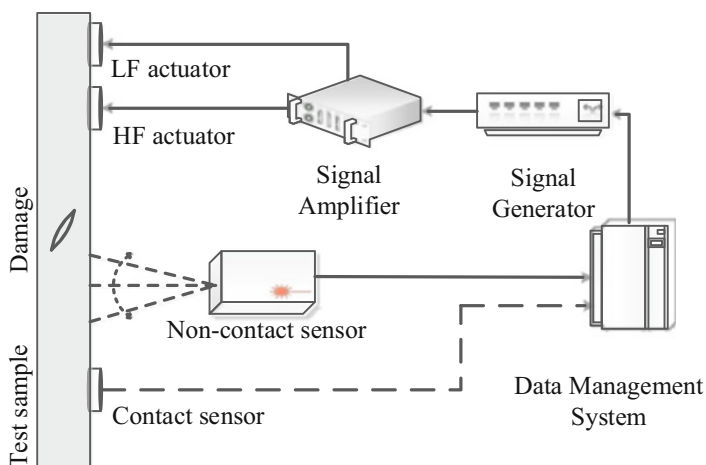 LF actuator
HF actuator
Signal
Amplifier
Signal
Generator
Damage
Non-contact sensor
Test sample
Contact sensor
Data Management
System